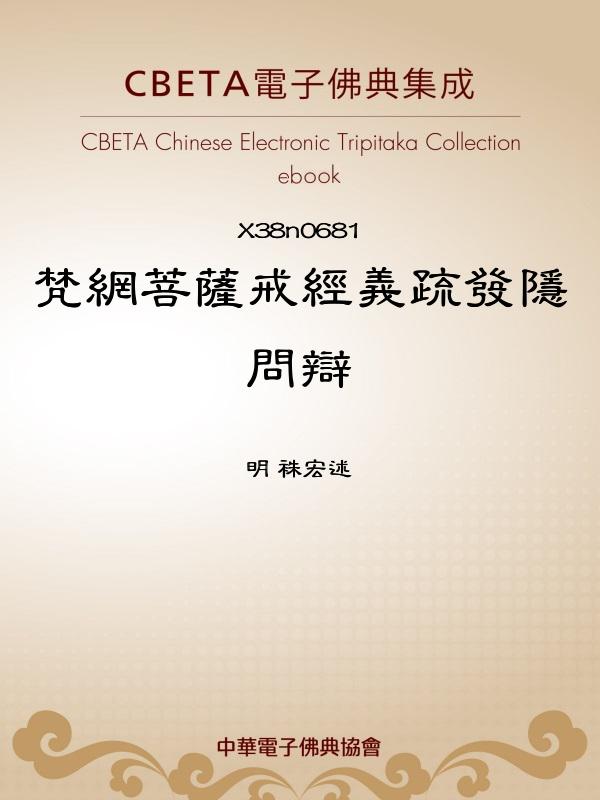 CBETA電子佛典集成
CBETA Chinese Electronic Tripitaka Collection
ebook
X38n0681
梵網菩薩戒經義疏發隱
問辯
明 袾宏述
中華電子佛典協會